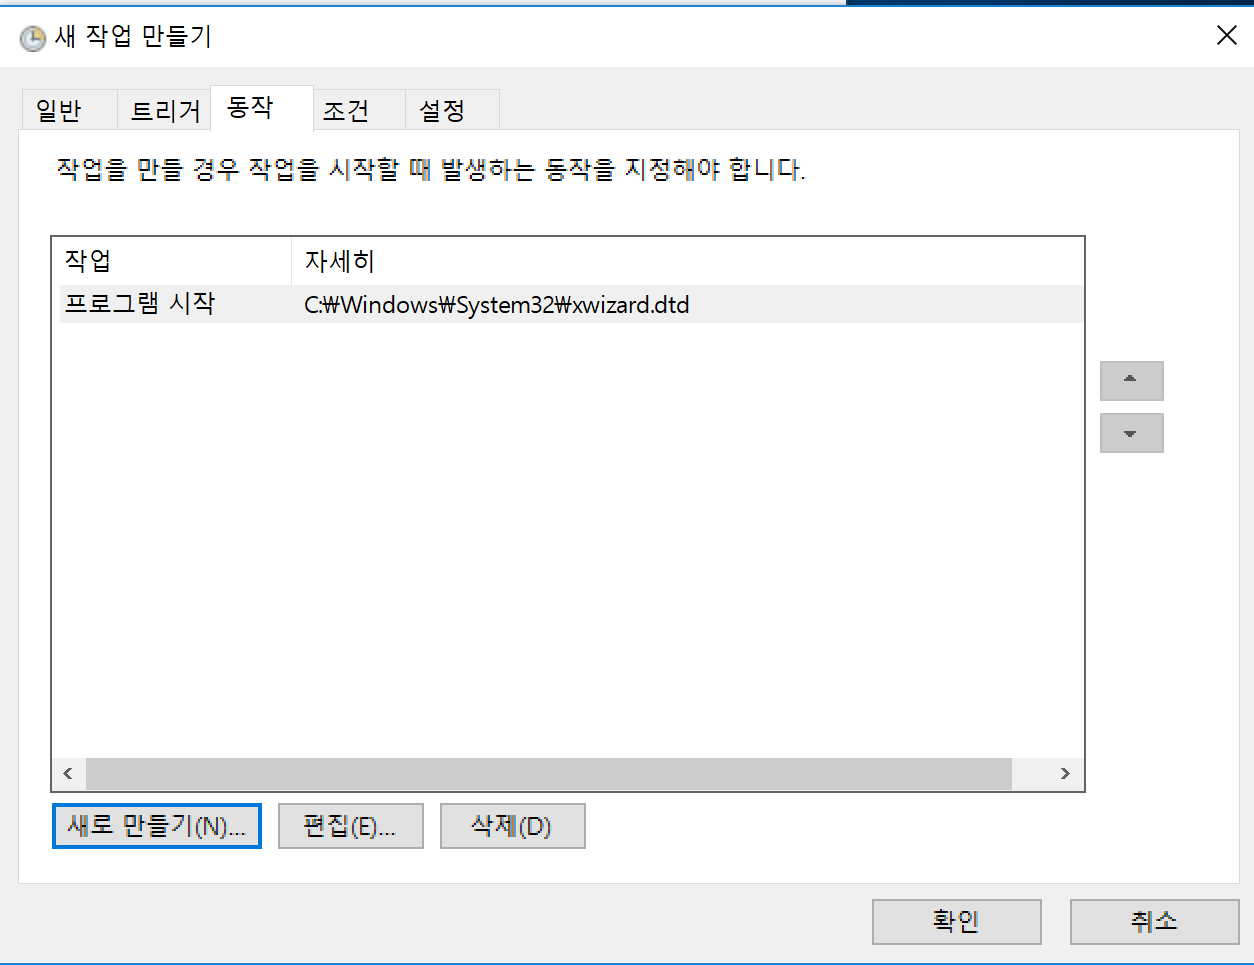 새 작업 만들기
일반 트리거 동작 조건 설정
작업을 만들 경우 작업을 시작할 때 발생하는 동작을 지정해야 합니다.
작업 자세히
프로그램 시작 C:₩Windows₩System32₩xwizard.dtd
새로 만들기(N)... 편집(E)... 삭제(D)
확인 취소